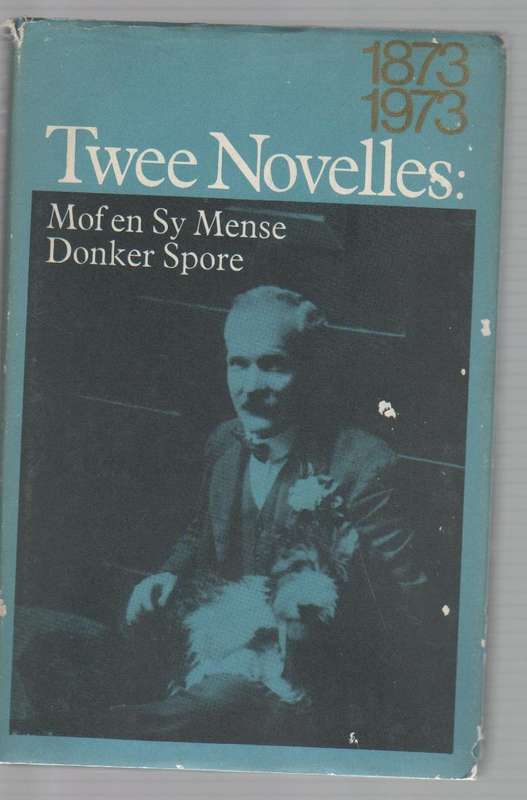 1873
1973
Twee Novelles:
Mof en Sy Mense
Donker Spore